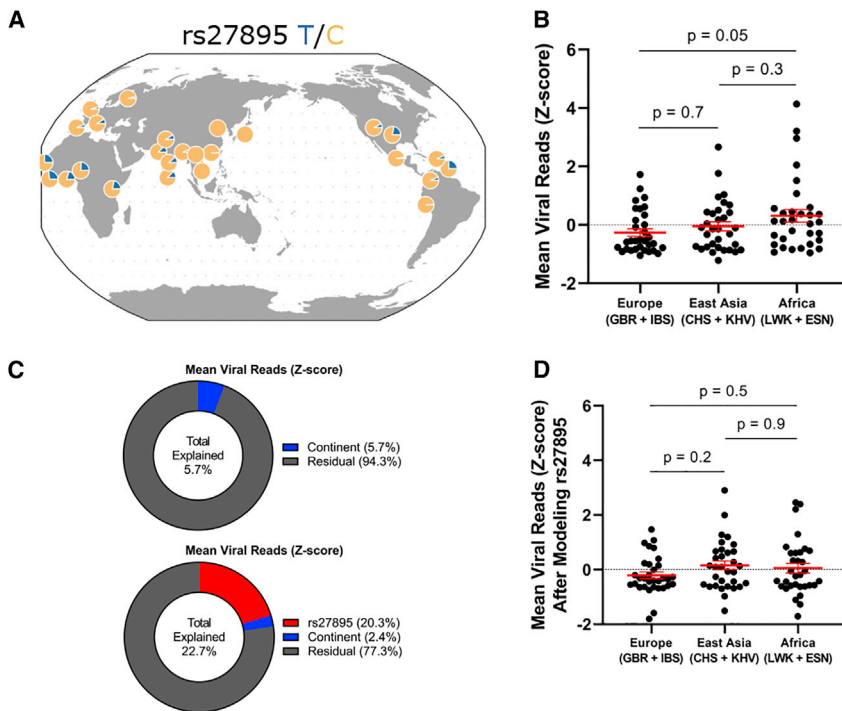 A
rs27895 T/C
B
Mean Viral Reads (Z-score)
6
4
2
0
-2
p = 0.05
p = 0.3
p = 0.7
Europe
(GBR + IBS)
East Asia
(CHS + KHV)
Africa
(LWK + ESN)
C
Mean Viral Reads (Z-score)
Total
Explained
5.7%
Continent (5.7%)
Residual (94.3%)
Mean Viral Reads (Z-score)
Total
Explained
22.7%
rs27895 (20.3%)
Continent (2.4%)
Residual (77.3%)
D
Mean Viral Reads (Z-score)
After Modeling rs27895
6
4
2
0
-2
p = 0.5
p = 0.9
p = 0.2
Europe
(GBR + IBS)
East Asia
(CHS + KHV)
Africa
(LWK + ESN)